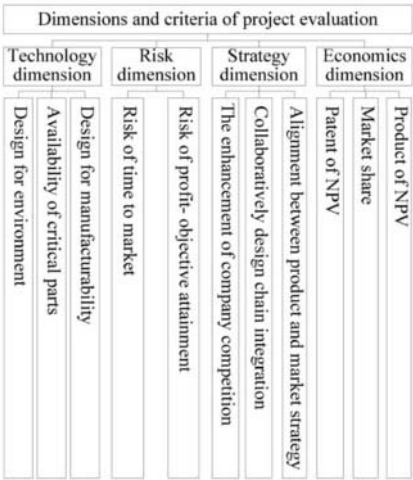 Dimensions and criteria of project evaluation
Technology
dimension
Risk
dimension
Strategy
dimension
Economics
dimension
Design for environment
Availability of critical parts
Design for manufacturability
Risk of time to market
Risk of profit- objective attainment
The enhancement of company competition
Collaboratively design chain integration
Alignment between product and market strategy
Patent of NPV
Market share
Product of NPV